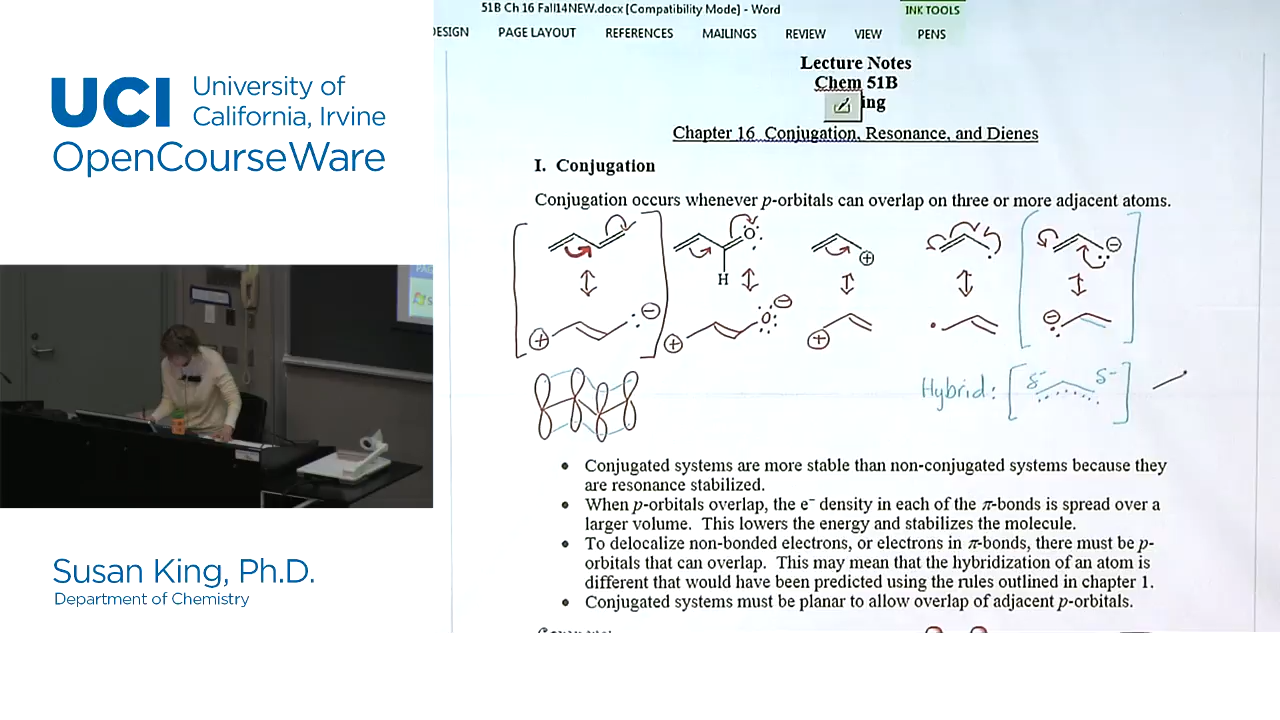 UCI University of
California, Irvine
OpenCourseWare
Susan King, Ph.D.
Department of Chemistry
51B Ch 16 Fall14NEW.docx [Compatibility Mode] - Word
INK TOOLS
DESIGN PAGE LAYOUT REFERENCES MAILINGS REVIEW VIEW PENS
Lecture Notes
Chem 51B
ing
Chapter 16 Conjugation, Resonance, and Dienes
I. Conjugation
Conjugation occurs whenever p-orbitals can overlap on three or more adjacent atoms.
O
H
O
Hybrid: δ- δ-
• Conjugated systems are more stable than non-conjugated systems because they
are resonance stabilized.
• When p-orbitals overlap, the e⁻ density in each of the π-bonds is spread over a
larger volume. This lowers the energy and stabilizes the molecule.
• To delocalize non-bonded electrons, or electrons in π-bonds, there must be p-
orbitals that can overlap. This may mean that the hybridization of an atom is
different that would have been predicted using the rules outlined in chapter 1.
• Conjugated systems must be planar to allow overlap of adjacent p-orbitals.